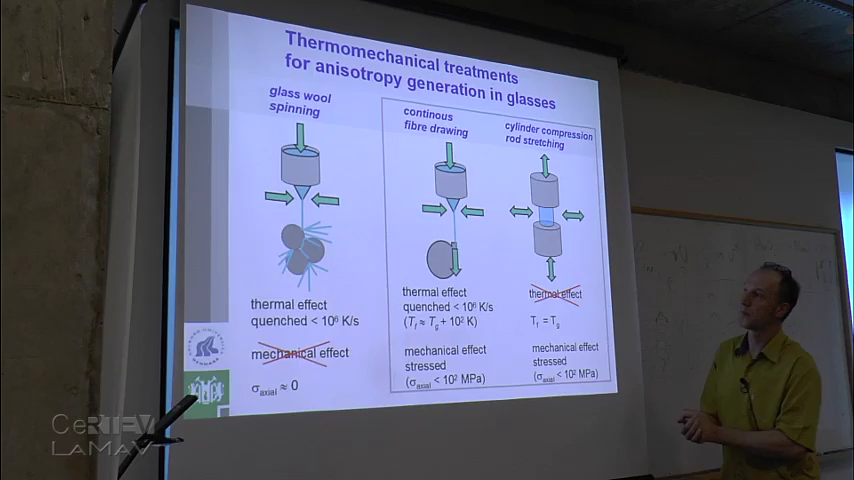 Thermomechanical treatments
for anisotropy generation in glasses
glass wool
spinning
thermal effect
quenched < 10⁶ K/s
mechanical effect
σaxial ≈ 0
continous
fibre drawing
thermal effect
quenched < 10⁶ K/s
(Tf ≈ Tg + 10² K)
mechanical effect
stressed
(σaxial < 10² MPa)
cylinder compression
rod stretching
thermal effect
Tf = Tg
mechanical effect
stressed
(σaxial < 10² MPa)
CeRTEV
LaMaV